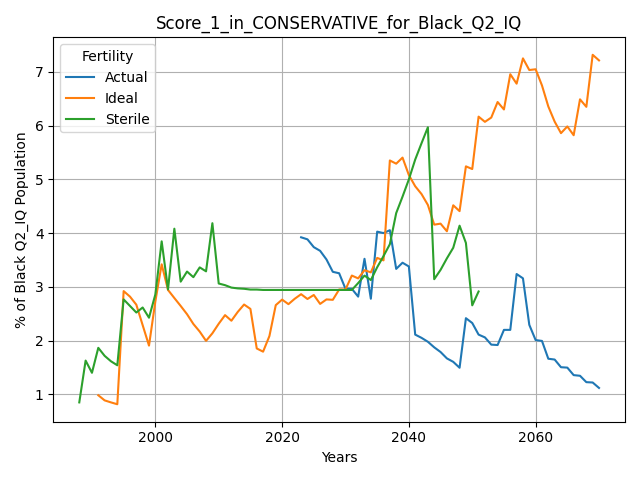 Score_1_in_CONSERVATIVE_for_Black_Q2_IQ
Fertility
Actual
Ideal
Sterile
% of Black Q2_IQ Population
7
6
5
4
3
2
1
2000 2020 2040 2060
Years